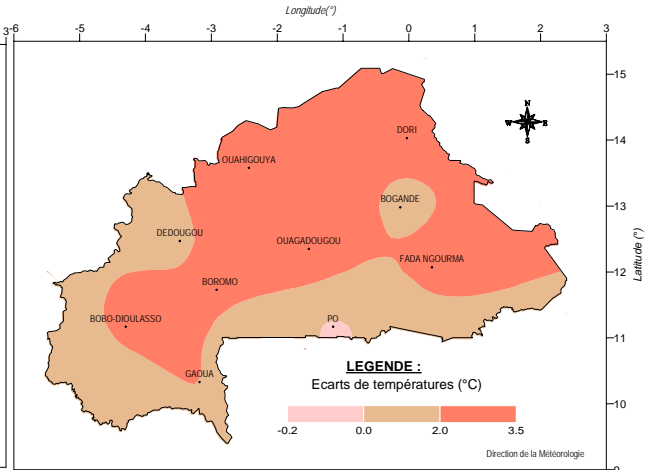 Longitude(°)
3 -6 -5 -4 -3 -2 -1 0 1 2 3
15
14
13
12
11
10
9
Latitude (°)
N
W E
S
DORI
OUAHIGOUYA
BOGANDE
DEDOUGOU
OUAGADOUGOU
FADA NGOURMA
BOROMO
BOBO-DIOULASSO
PO
GAOUA
LEGENDE :
Ecarts de températures (°C)
-0.2 0.0 2.0 3.5
Direction de la Météorologie